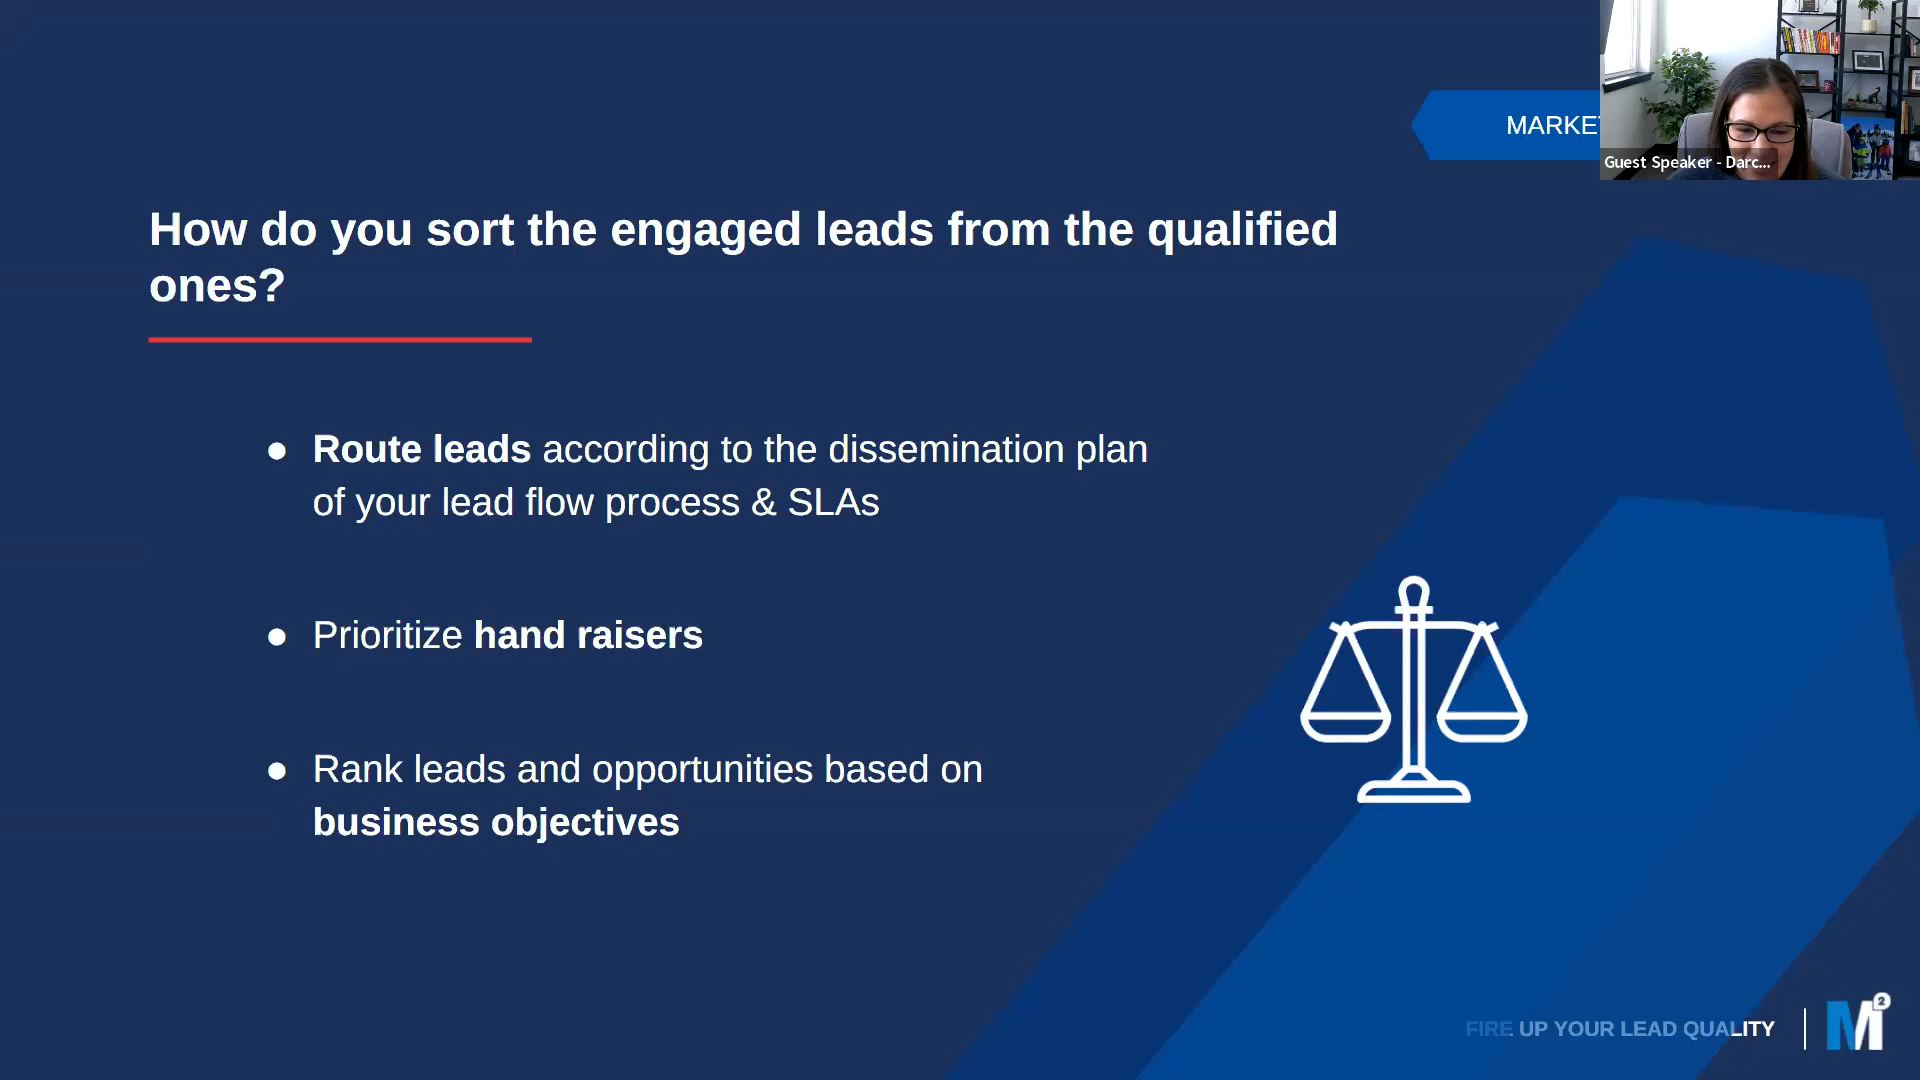 MARKE
Guest Speaker - Darc...
How do you sort the engaged leads from the qualified
ones?
● Route leads according to the dissemination plan
of your lead flow process & SLAs
● Prioritize hand raisers
● Rank leads and opportunities based on
business objectives
FIRE UP YOUR LEAD QUALITY
M2